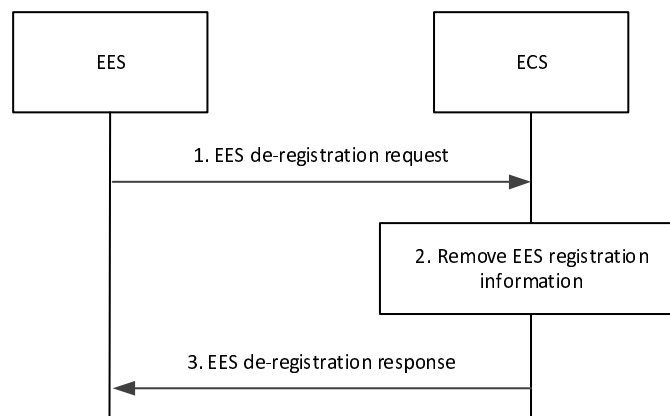 EES
ECS
1. EES de-registration request
2. Remove EES registration
information
3. EES de-registration response